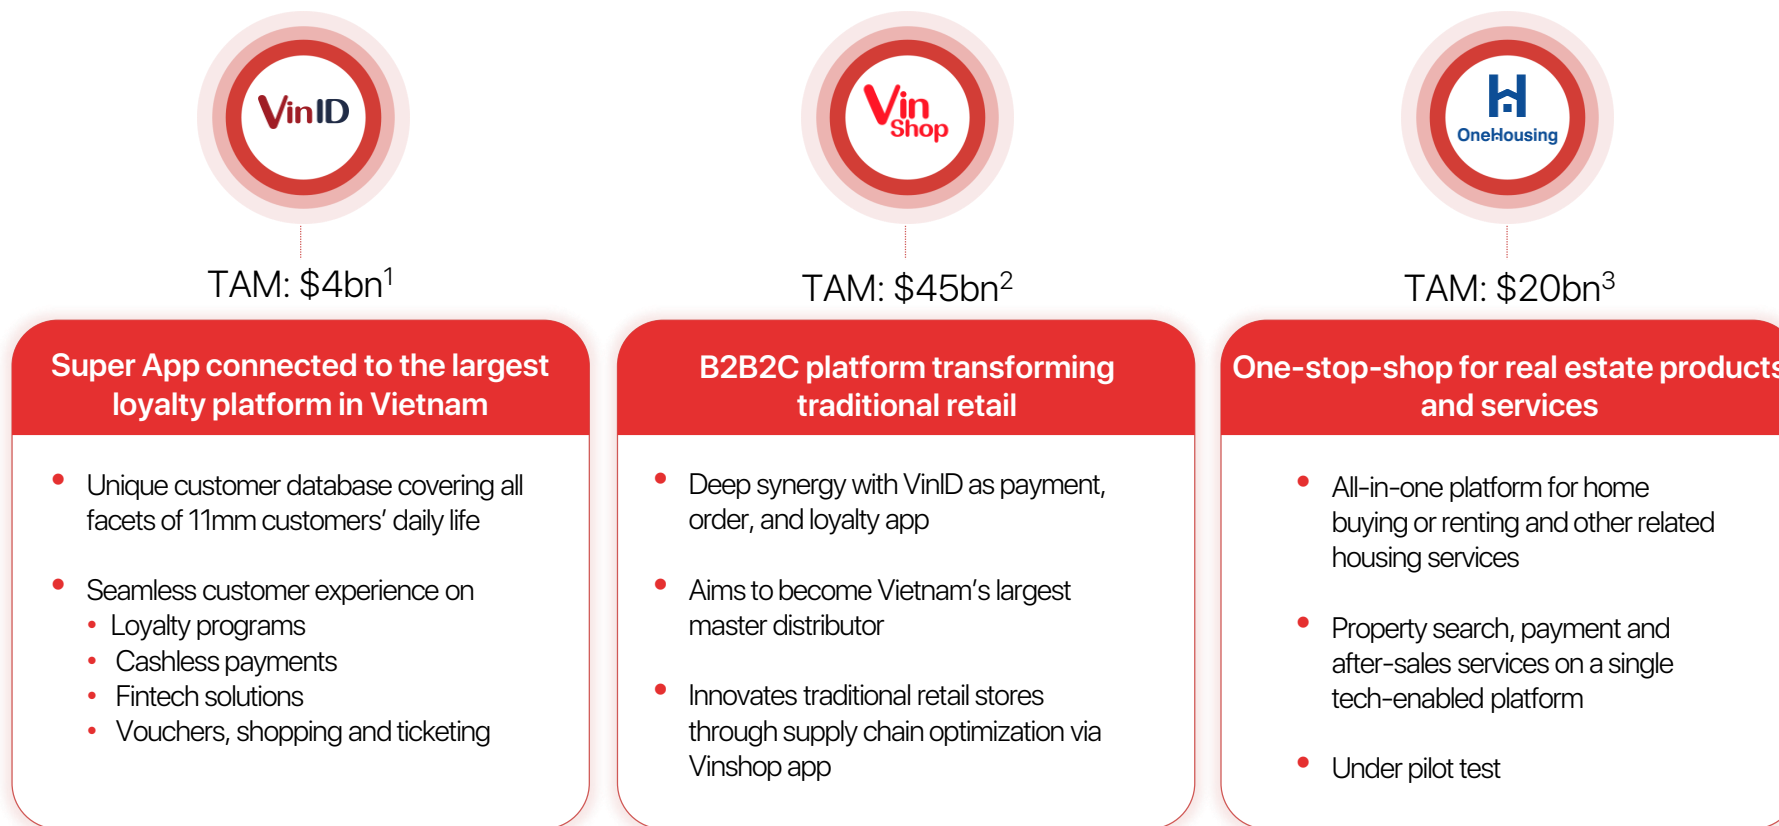 VinID
TAM: $4bn1
Super App connected to the largest
loyalty platform in Vietnam
• Unique customer database covering all
facets of 11mm customers’ daily life
• Seamless customer experience on
• Loyalty programs
• Cashless payments
• Fintech solutions
• Vouchers, shopping and ticketing
Vin
Shop
TAM: $45bn2
B2B2C platform transforming
traditional retail
• Deep synergy with VinID as payment,
order, and loyalty app
• Aims to become Vietnam’s largest
master distributor
• Innovates traditional retail stores
through supply chain optimization via
Vinshop app
OneHousing
TAM: $20bn3
One-stop-shop for real estate products
and services
• All-in-one platform for home
buying or renting and other related
housing services
• Property search, payment and
after-sales services on a single
tech-enabled platform
• Under pilot test